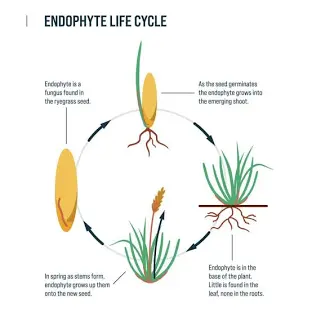 ENDOPHYTE LIFE CYCLE
Endophyte is a
fungus found in
the ryegrass seed.
As the seed germinates
the endophyte grows into
the emerging shoot.
In spring as stems form,
endophyte grows up them
onto the new seed.
Endophyte is in the
base of the plant.
Little is found in the
leaf, none in the roots.